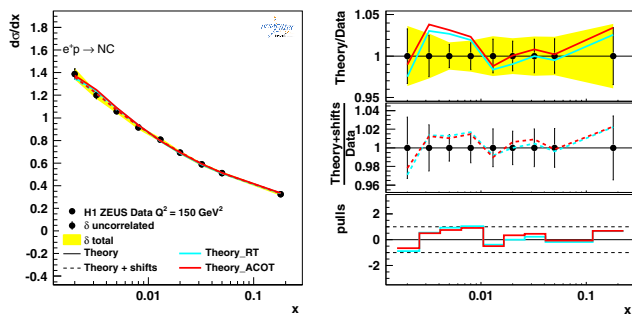 dσ/dx
e⁺p → NC
1.8
1.6
1.4
1.2
1
0.8
0.6
0.4
0.2
0
-0.2
-0.4
H1 ZEUS Data Q² = 150 GeV²
δ uncorrelated
δ total
Theory
Theory + shifts
Theory_RT
Theory_ACOT
0.01
0.1
x
Theory/Data
1.05
1
0.95
Theory+shifts
Data
1.04
1.02
1
0.98
0.96
pulls
2
0
-2
0.01
0.1
x